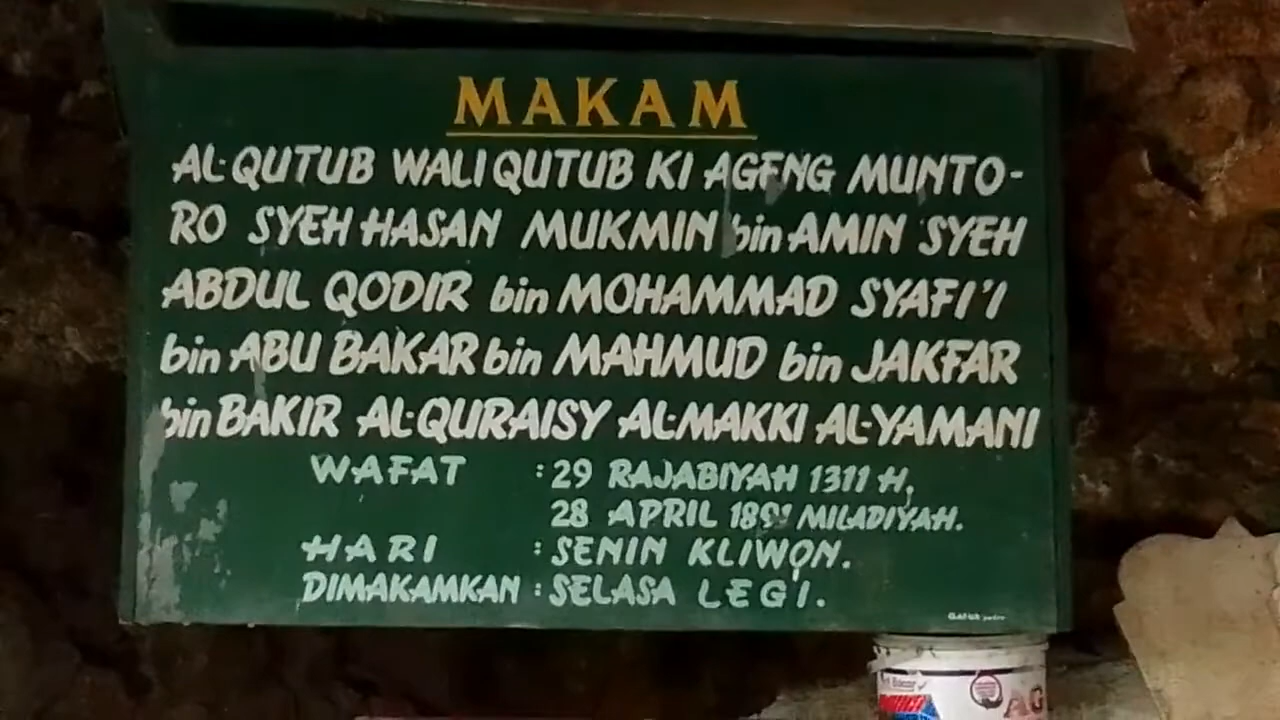 MAKAM
AL-QUTUB WALI QUTUB KI AGENG MUNTO-
RO SYEH HASAN MUKMIN bin AMIN SYEH
ABDUL QODIR bin MOHAMMAD SYAFI'I
bin ABU BAKAR bin MAHMUD bin JAKFAR
bin BAKIR AL-QURAISY AL-MAKKI AL-YAMANI
WAFAT : 29 RAJABIYAH 1311 H,
28 APRIL MILADIYAH.
HARI : SENIN KLIWON.
DIMAKAMKAN : SELASA LEGI.
AG